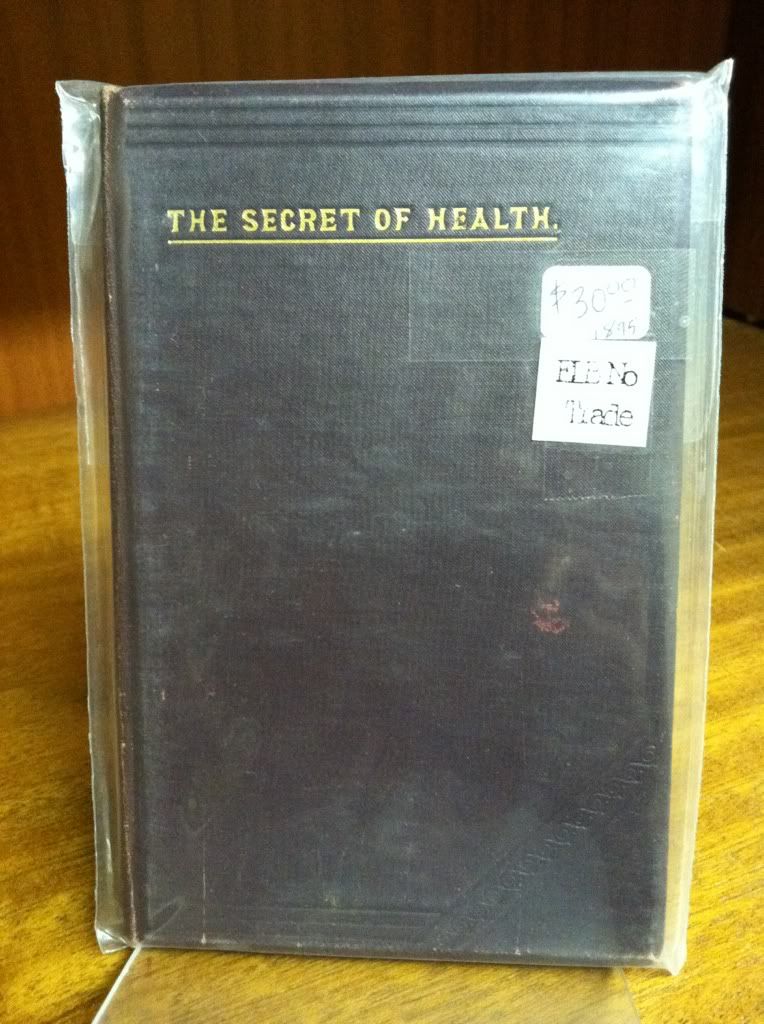 THE SECRET OF HEALTH.
$30.00
1895
ELB No
Trade